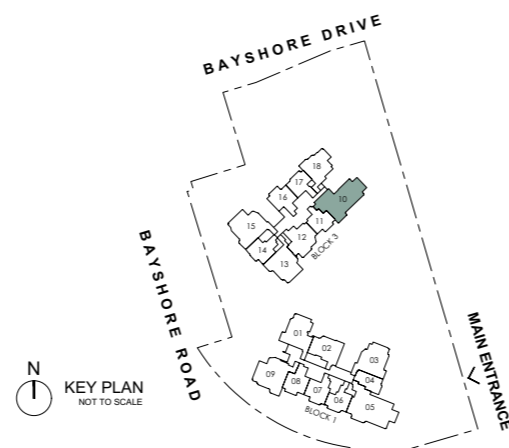 BAYSHORE DRIVE
18
17
10
16
11
15
12
14
13
BLOCK 3
BAYSHORE ROAD
01
02
03
09
08
07
04
06
05
BLOCK 1
MAIN ENTRANCE
N
KEY PLAN
NOT TO SCALE